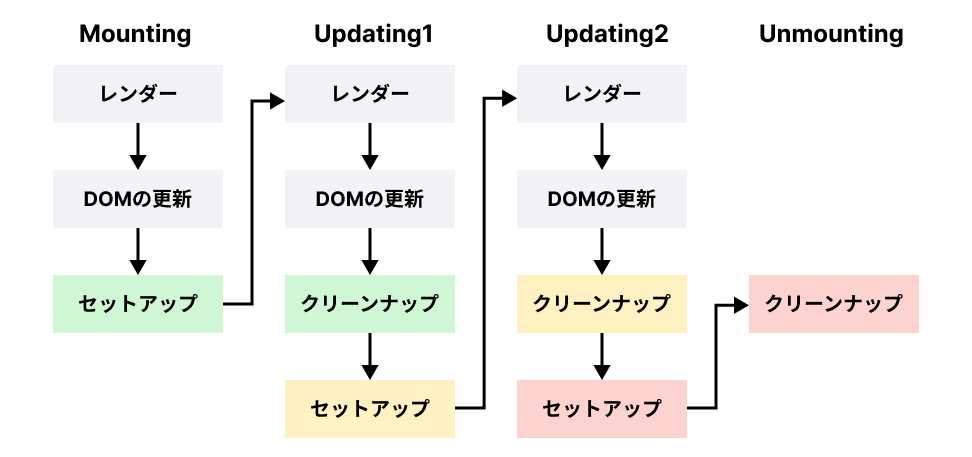 Mounting
Updating1
Updating2
Unmounting
レンダー
レンダー
レンダー
DOMの更新
DOMの更新
DOMの更新
セットアップ
クリーンナップ
クリーンナップ
クリーンナップ
セットアップ
セットアップ